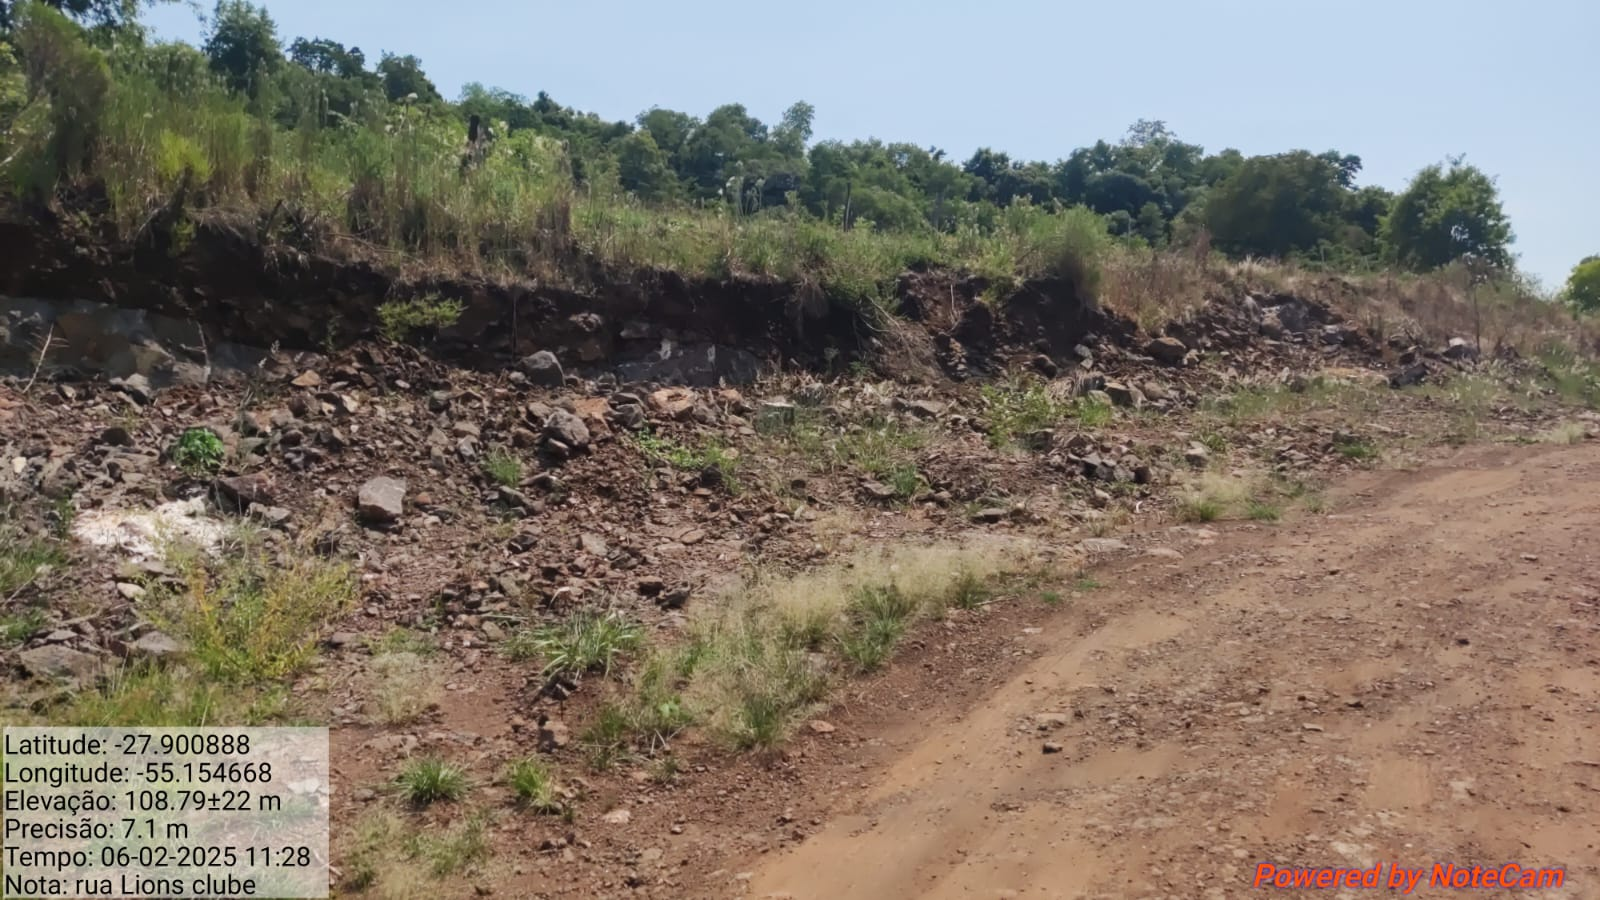 Latitude: -27.900888
Longitude: -55.154668
Elevação: 108.79±22 m
Precisão: 7.1 m
Tempo: 06-02-2025 11:28
Nota: rua Lions clube
Powered by NoteCam